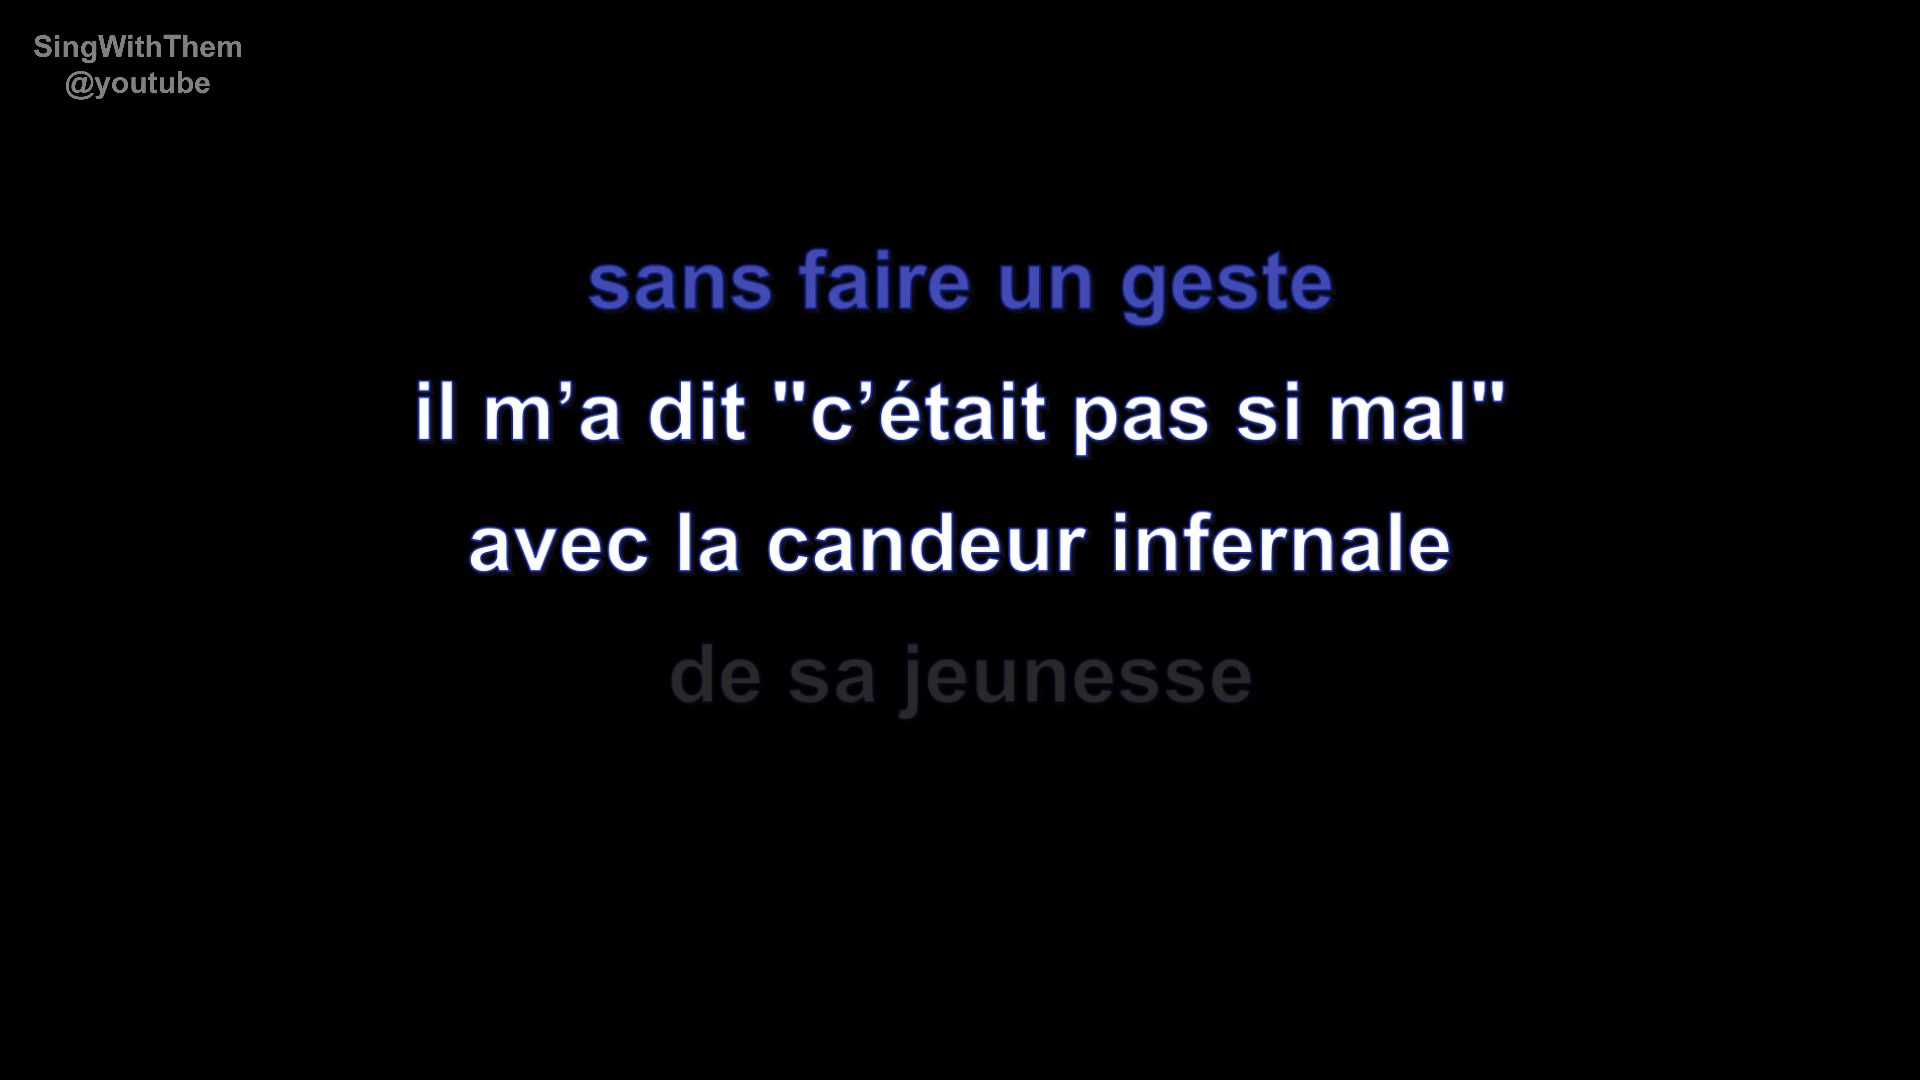 SingWithThem
@youtube
sans faire un geste
il m’a dit "c’était pas si mal"
avec la candeur infernale
de sa jeunesse